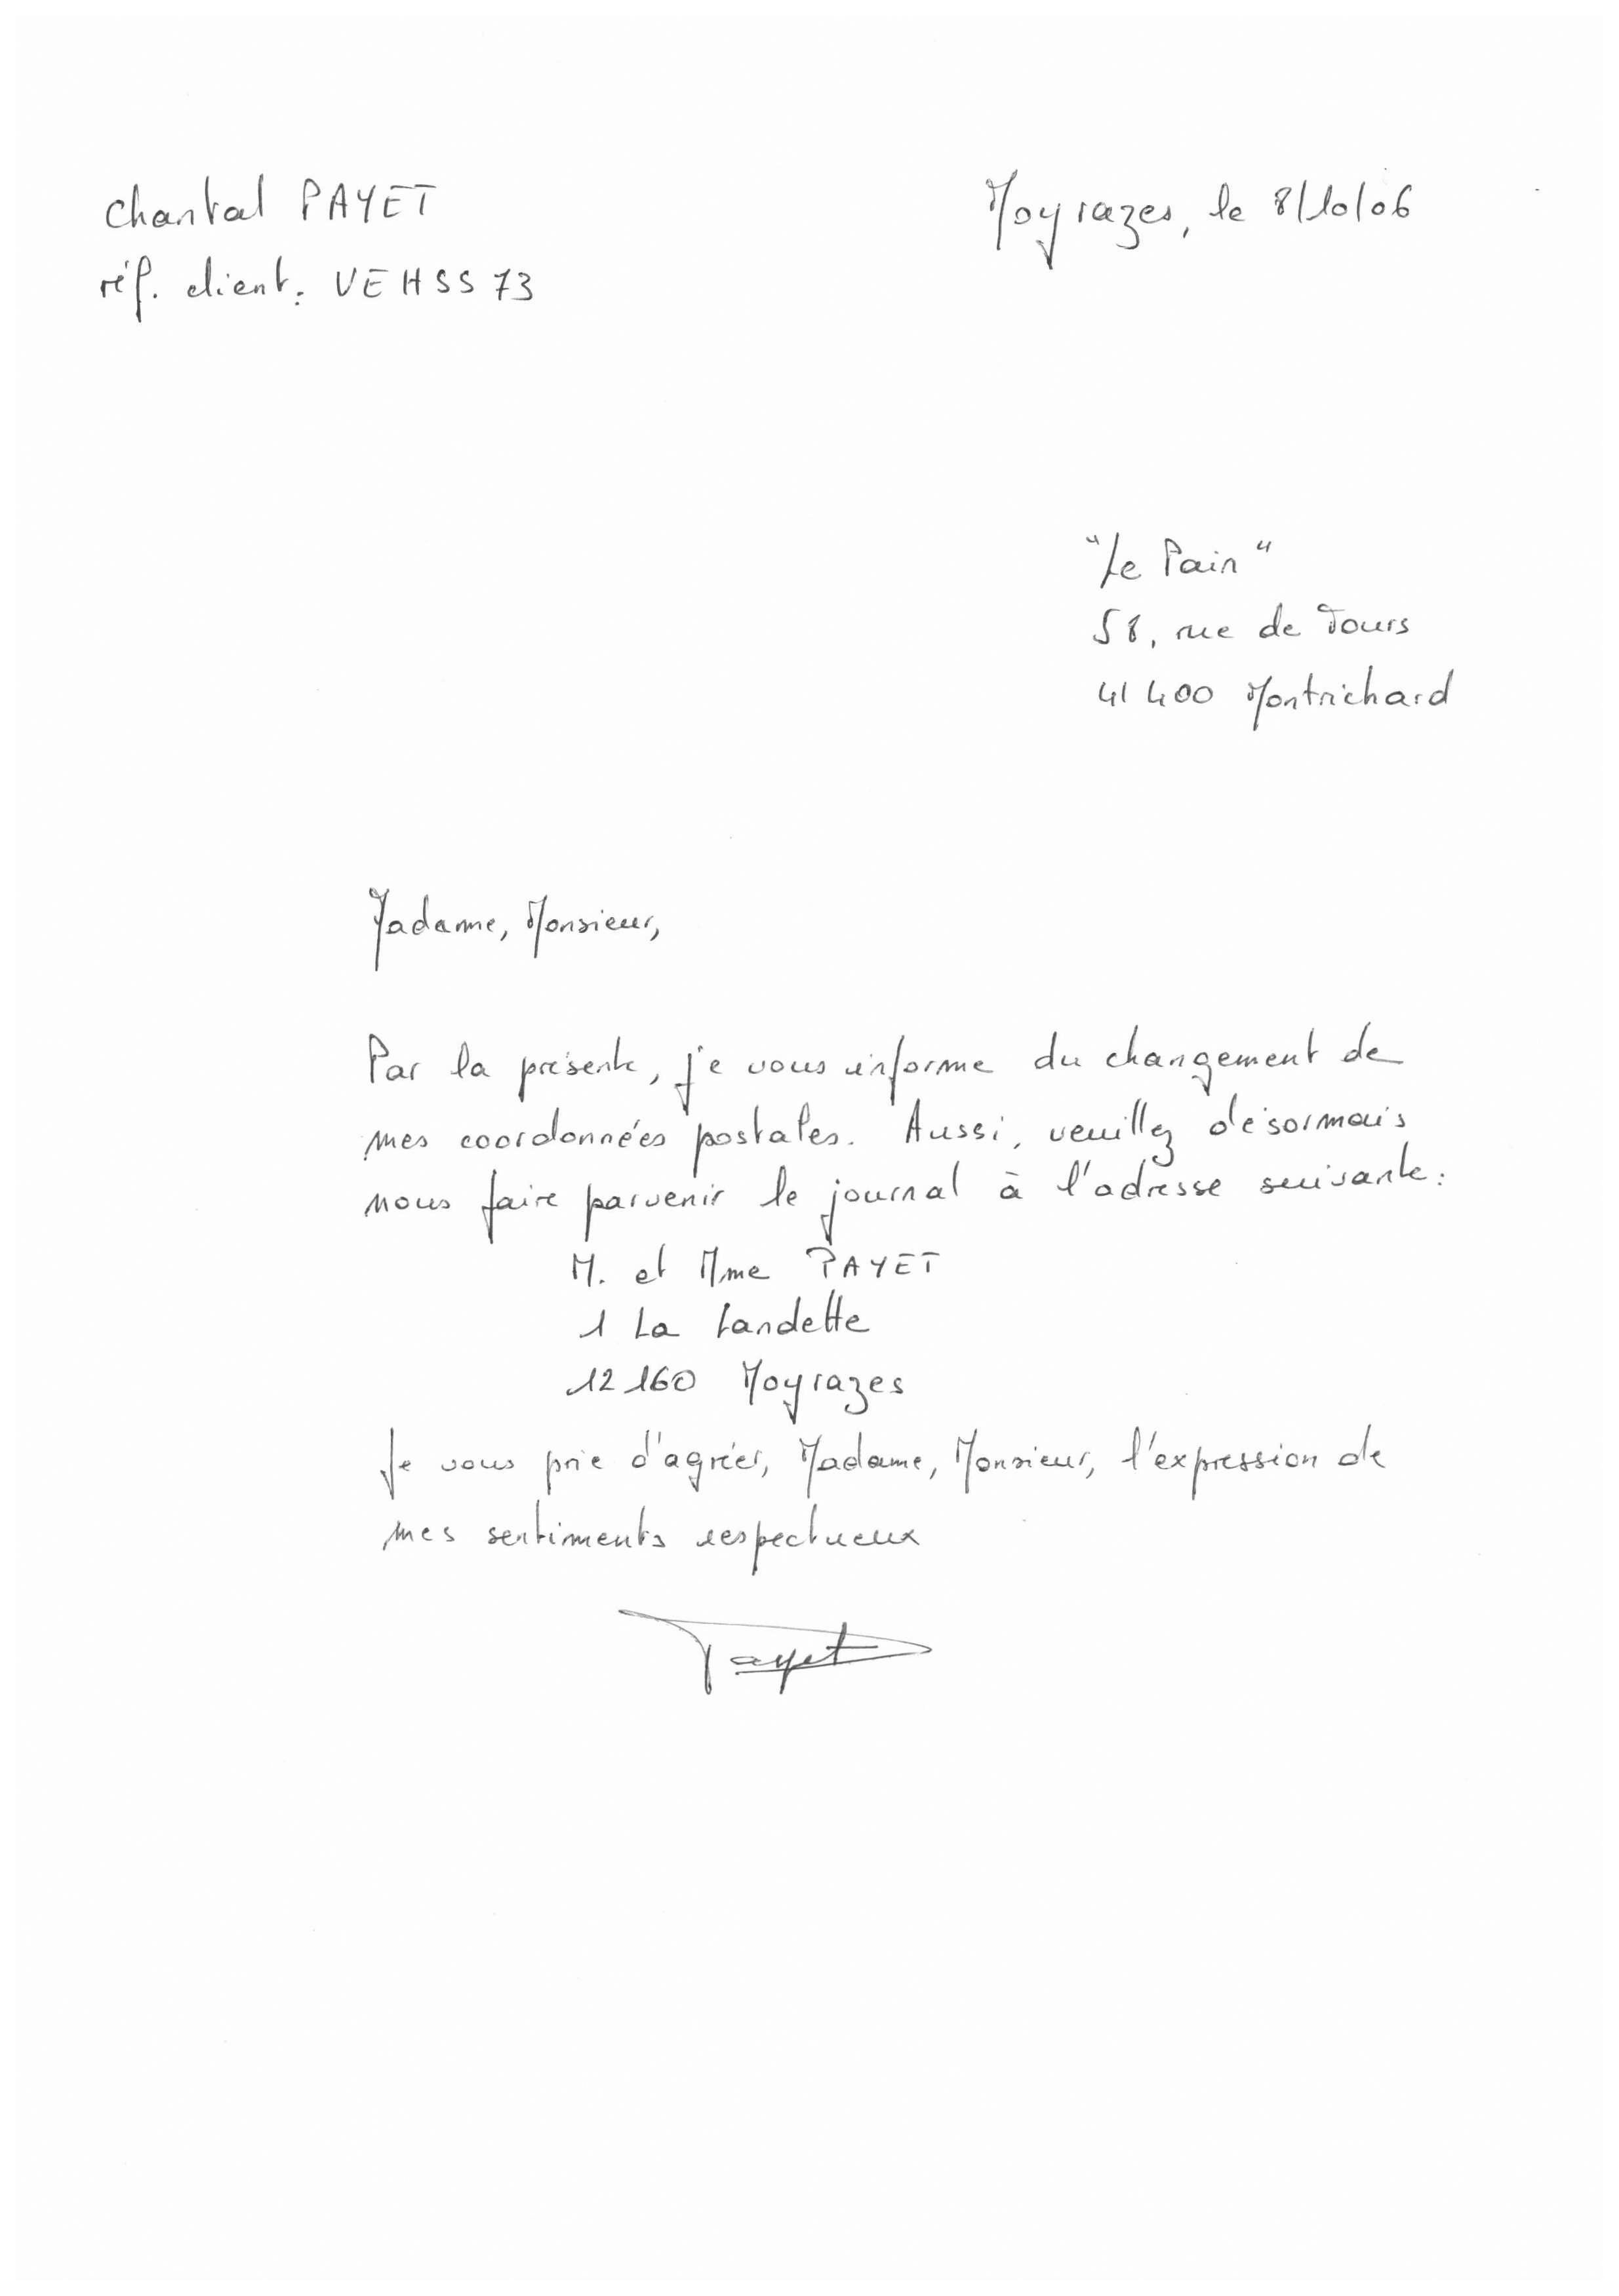 Chantal PAYET
Moyrazes, le 8/10/06
réf. client: VEHSS73
"Le Pain"
58, rue de Tours
41400 Montrichard
Madame, Monsieur,
Par la présente, je vous informe du changement de
mes coordonnées postales. Aussi, veuillez désormais
nous faire parvenir le journal à l'adresse suivante:
M. et Mme PAYET
1 La Landette
12160 Moyrazes
Je vous prie d'agréer, Madame, Monsieur, l'expression de
mes sentiments respectueux
Payet